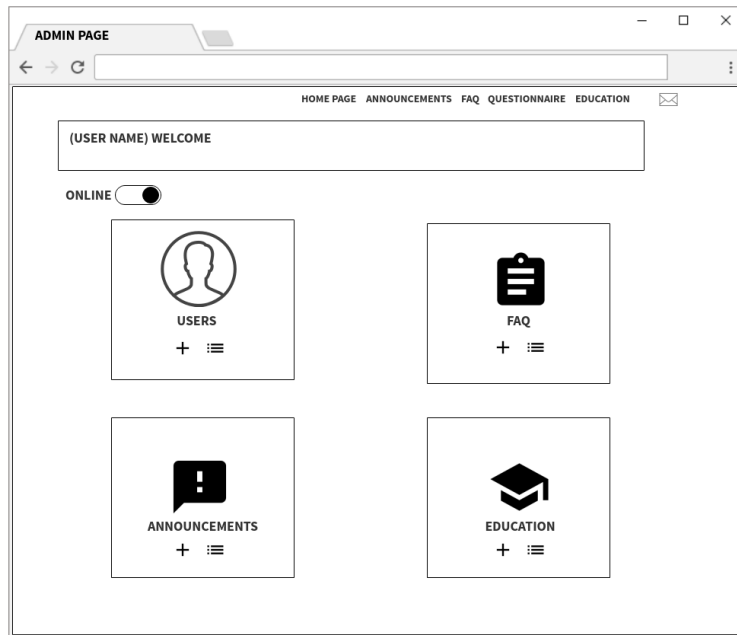 ADMIN PAGE
HOME PAGE ANNOUNCEMENTS FAQ QUESTIONNAIRE EDUCATION
(USER NAME) WELCOME
ONLINE
USERS
FAQ
ANNOUNCEMENTS
EDUCATION